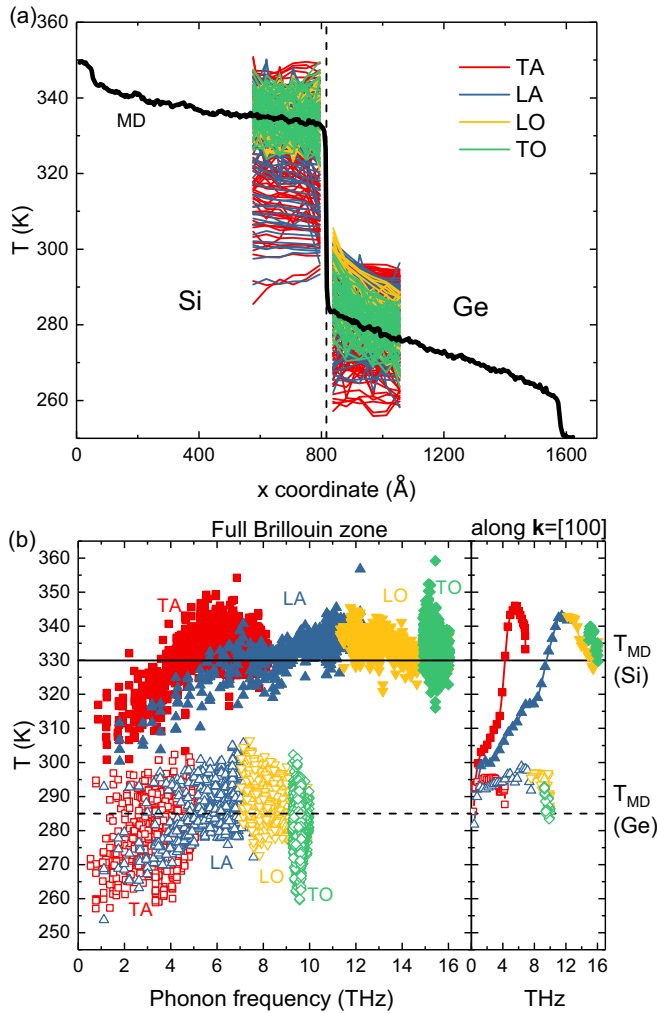 (a)
360
340
320
300
280
260
T (K)
MD
TA
LA
LO
TO
Si
Ge
0
400
800
1200
1600
x coordinate (Å)
(b)
Full Brillouin zone
along k=[100]
360
350
340
330
320
310
300
290
280
270
260
250
T (K)
TA
LA
LO
TO
TA
LA
LO
TO
T_MD
(Si)
T_MD
(Ge)
0
2
4
6
8
10
12
14
16
0
4
8
12
16
Phonon frequency (THz)
THz